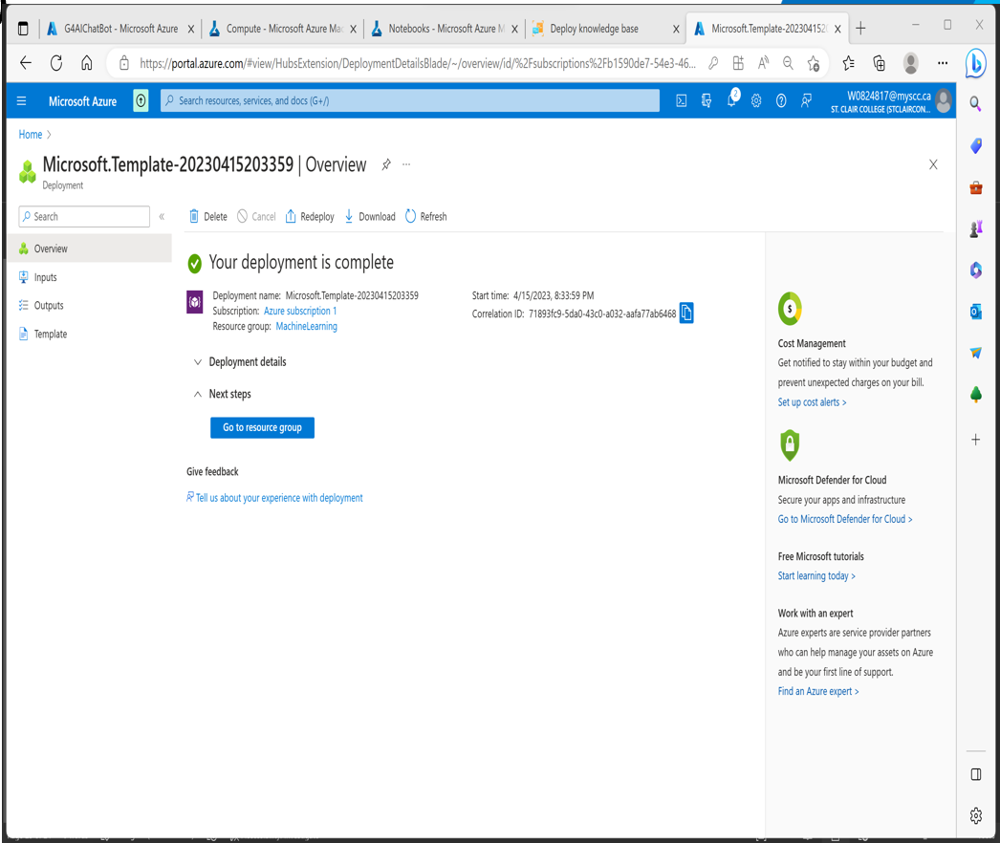 G4AIChatBot - Microsoft Azure
Compute - Microsoft Azure Mac
Notebooks - Microsoft Azure M
Deploy knowledge base
Microsoft.Template-2023041520
https://portal.azure.com/#view/HubsExtension/DeploymentDetailsBlade/~/overview/id/%2Fsubscriptions%2Fb1590de7-54e3-46...
Microsoft Azure
Search resources, services, and docs (G+/)
2
W0824817@myscc.ca
ST. CLAIR COLLEGE (STCLAIRCON...
Home >
Microsoft.Template-20230415203359 | Overview
Deployment
Search
Delete
Cancel
Redeploy
Download
Refresh
Overview
Inputs
Outputs
Template
Your deployment is complete
Deployment name: Microsoft.Template-20230415203359
Subscription: Azure subscription 1
Resource group: MachineLearning
Start time: 4/15/2023, 8:33:59 PM
Correlation ID: 71893fc9-5da0-43c0-a032-aafa77ab6468
Deployment details
Next steps
Go to resource group
Give feedback
Tell us about your experience with deployment
Cost Management
Get notified to stay within your budget and
prevent unexpected charges on your bill.
Set up cost alerts >
Microsoft Defender for Cloud
Secure your apps and infrastructure
Go to Microsoft Defender for Cloud >
Free Microsoft tutorials
Start learning today >
Work with an expert
Azure experts are service provider partners
who can help manage your assets on Azure
and be your first line of support.
Find an Azure expert >